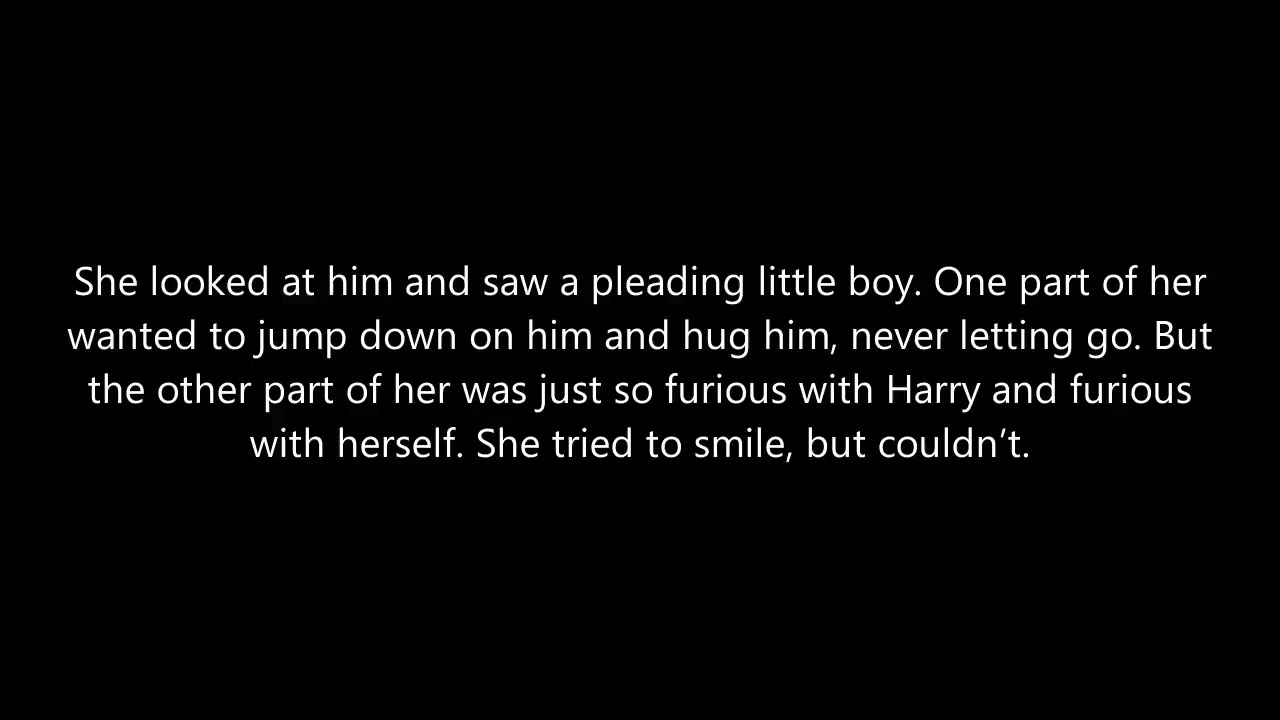 She looked at him and saw a pleading little boy. One part of her
wanted to jump down on him and hug him, never letting go. But
the other part of her was just so furious with Harry and furious
with herself. She tried to smile, but couldn’t.